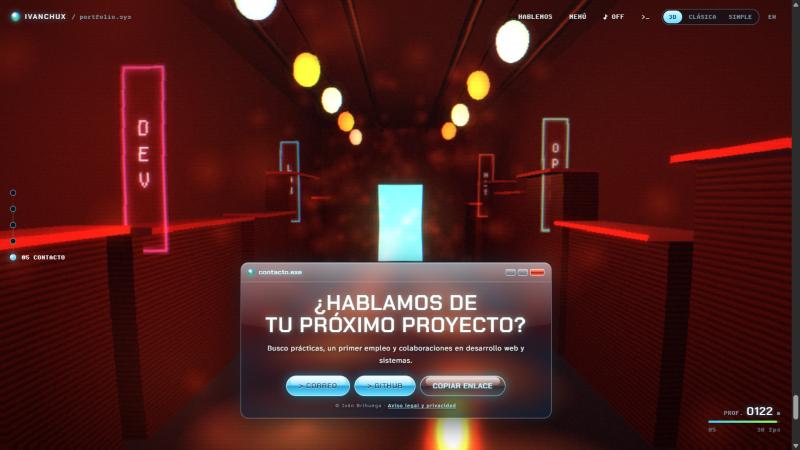 IVANCHUX / portfolio.sys
HABLEMOS MENÚ ♪ OFF >_ 3D CLÁSICA SIMPLE EN
DEV
OP
05 CONTACTO
contacto.exe
¿HABLAMOS DE
TU PRÓXIMO PROYECTO?
Busco prácticas, un primer empleo y colaboraciones en desarrollo web y
sistemas.
> CORREO > GITHUB COPIAR ENLACE
© Iván Brihuega · Aviso legal y privacidad
PROF. 0122 m
05 30 fps